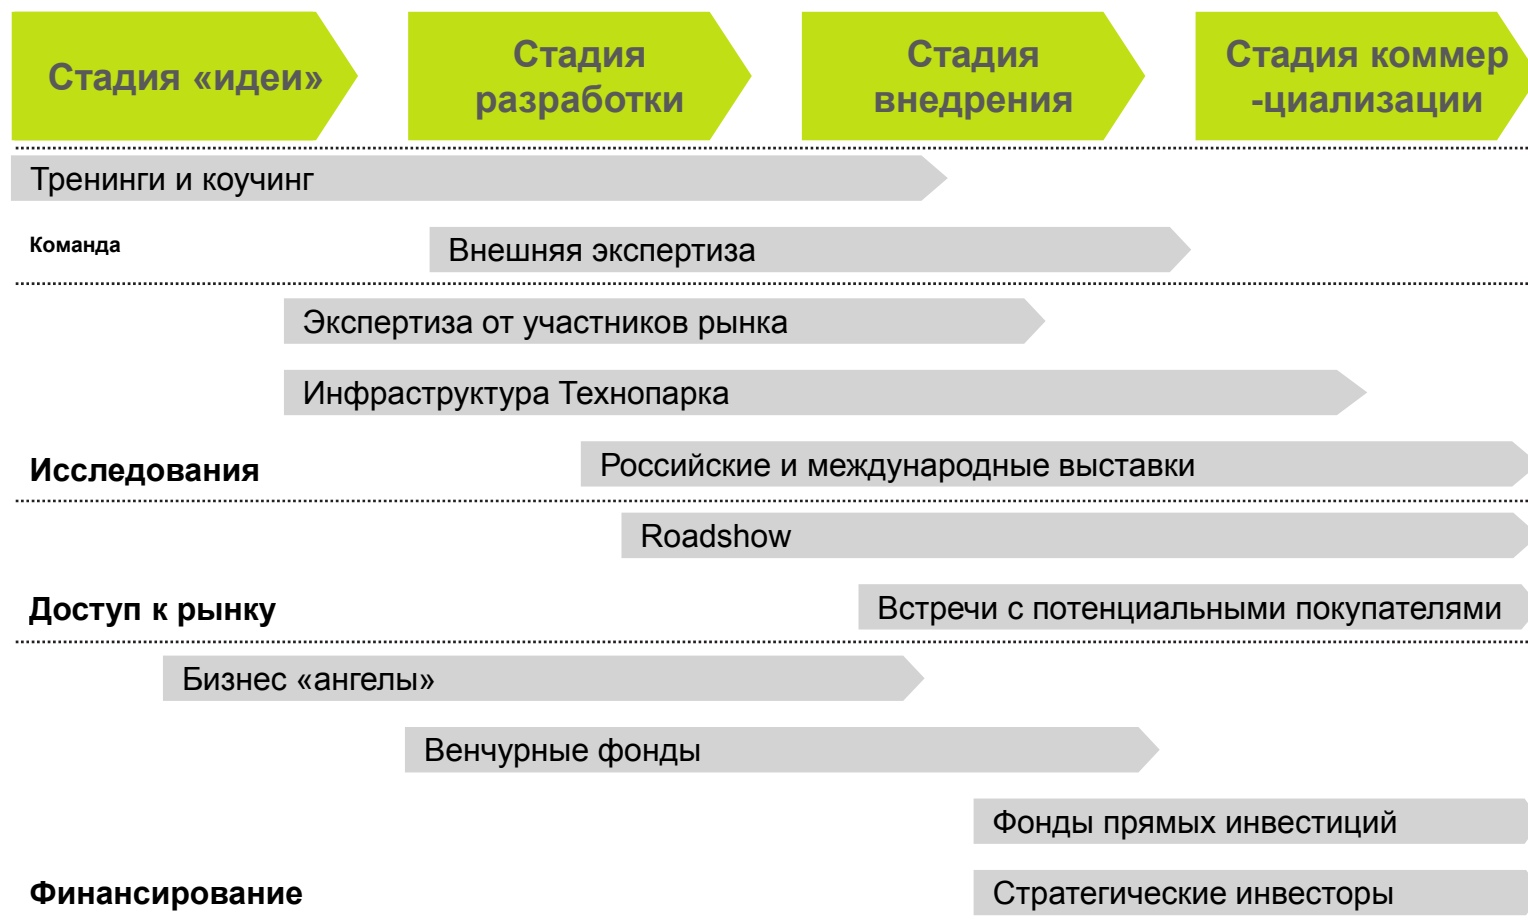 Стадия «идеи»
Стадия
разработки
Стадия
внедрения
Стадия коммер
-циализации
Тренинги и коучинг
Команда
Внешняя экспертиза
Экспертиза от участников рынка
Инфраструктура Технопарка
Исследования
Российские и международные выставки
Roadshow
Доступ к рынку
Встречи с потенциальными покупателями
Бизнес «ангелы»
Венчурные фонды
Фонды прямых инвестиций
Финансирование
Стратегические инвесторы